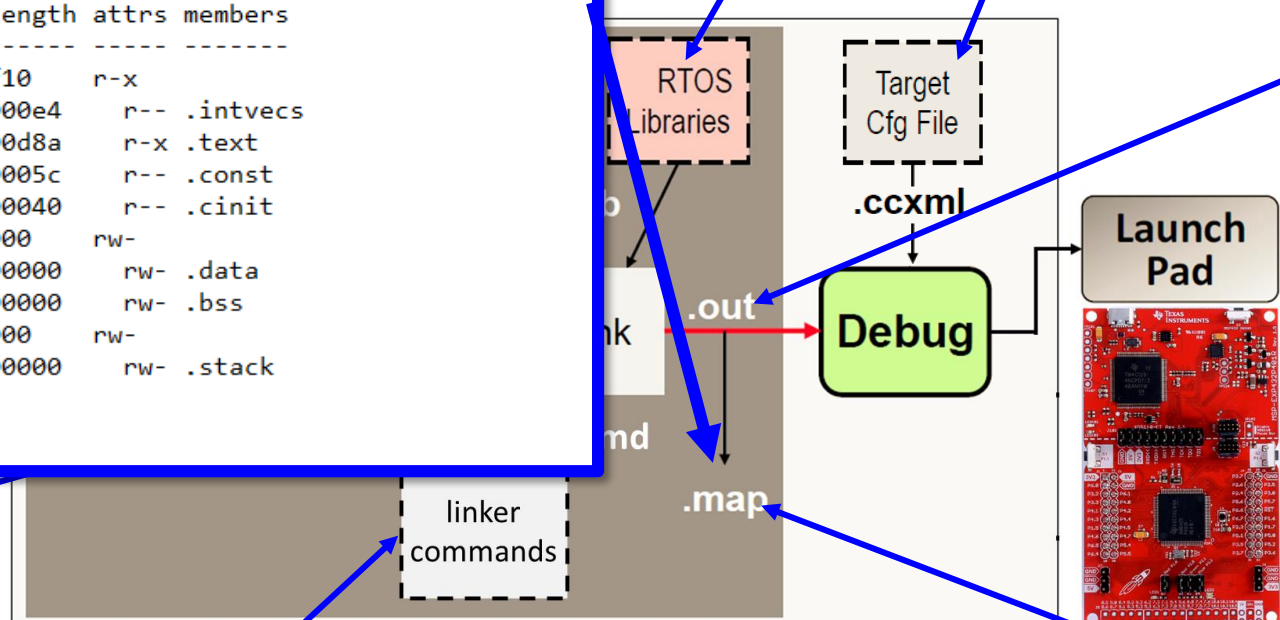 ength attrs members
----- ----- -------
10 r-x
00e4 r-- .intvecs
0d8a r-x .text
005c r-- .const
0040 r-- .cinit
00 rw-
0000 rw- .data
0000 rw- .bss
00 rw-
0000 rw- .stack
RTOS
Libraries
b
nk
md
linker
commands
.out
.map
Target
Cfg File
.ccxml
Debug
Launch
Pad
TEXAS
INSTRUMENTS